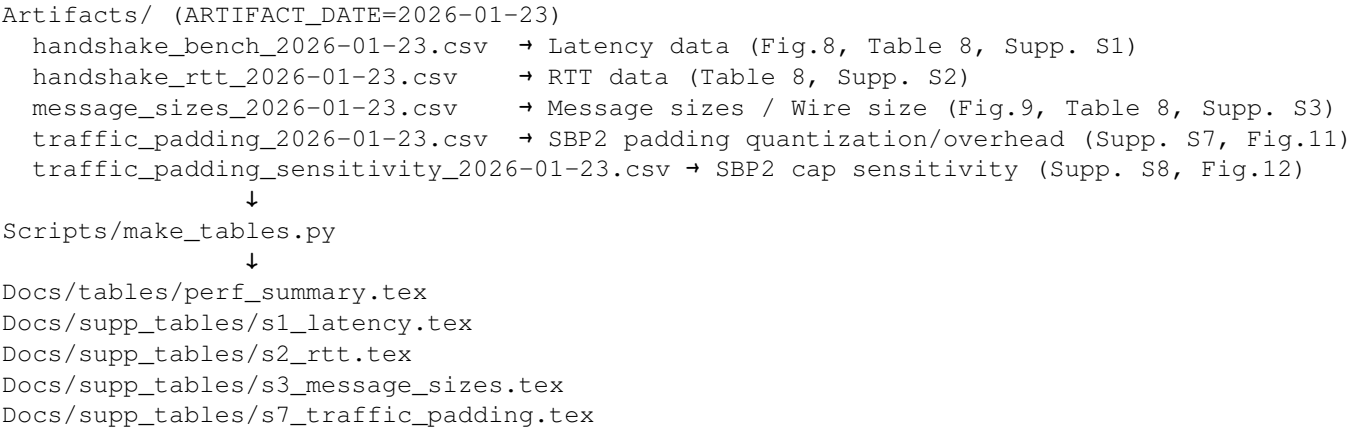 Artifacts/ (ARTIFACT_DATE=2026-01-23)
  handshake_bench_2026-01-23.csv  → Latency data (Fig.8, Table 8, Supp. S1)
  handshake_rtt_2026-01-23.csv    → RTT data (Table 8, Supp. S2)
  message_sizes_2026-01-23.csv    → Message sizes / Wire size (Fig.9, Table 8, Supp. S3)
  traffic_padding_2026-01-23.csv  → SBP2 padding quantization/overhead (Supp. S7, Fig.11)
  traffic_padding_sensitivity_2026-01-23.csv → SBP2 cap sensitivity (Supp. S8, Fig.12)
                ↓
Scripts/make_tables.py
                ↓
Docs/tables/perf_summary.tex
Docs/supp_tables/s1_latency.tex
Docs/supp_tables/s2_rtt.tex
Docs/supp_tables/s3_message_sizes.tex
Docs/supp_tables/s7_traffic_padding.tex